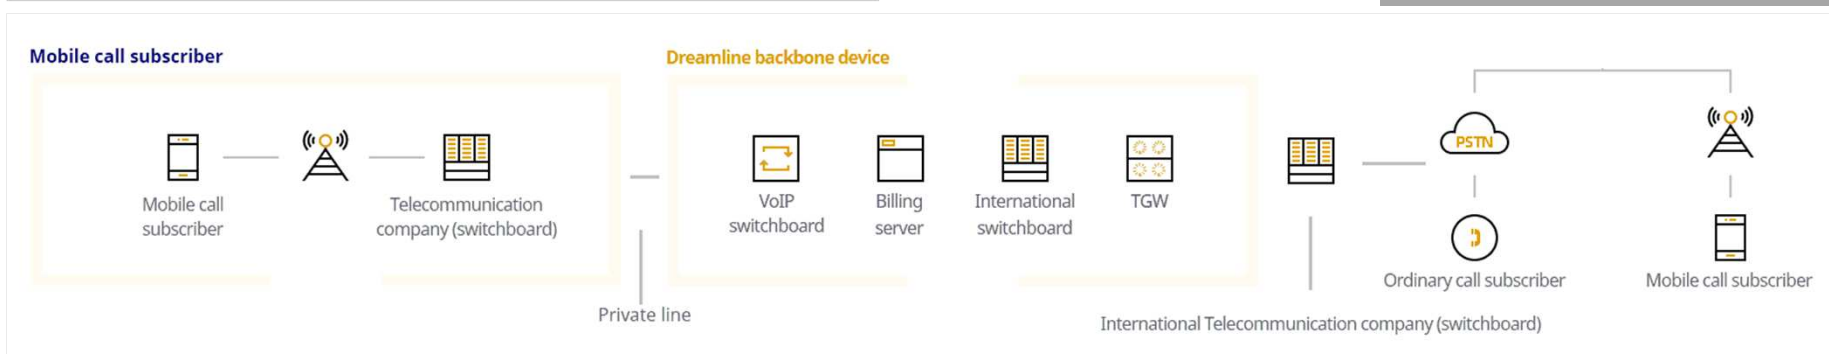 Mobile call subscriber
Dreamline backbone device
PSTN
Mobile call
subscriber
Telecommunication
company (switchboard)
VoIP
switchboard
Billing
server
International
switchboard
TGW
Ordinary call subscriber
Mobile call subscriber
Private line
International Telecommunication company (switchboard)